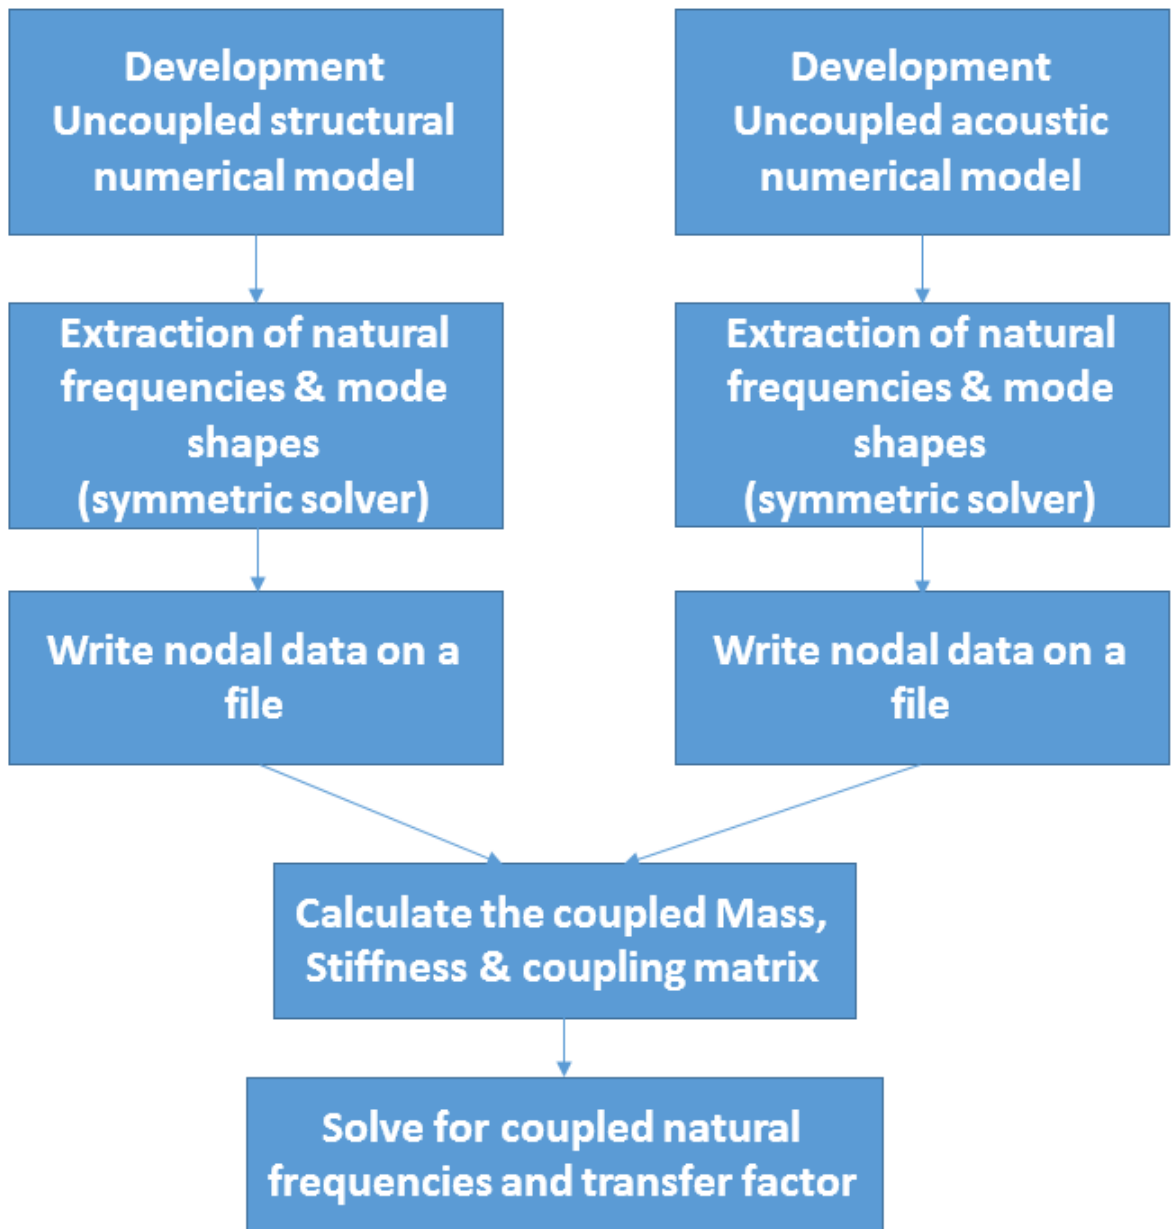 Development
Uncoupled structural
numerical model
Development
Uncoupled acoustic
numerical model
Extraction of natural
frequencies & mode
shapes
(symmetric solver)
Extraction of natural
frequencies & mode
shapes
(symmetric solver)
Write nodal data on a
file
Write nodal data on a
file
Calculate the coupled Mass,
Stiffness & coupling matrix
Solve for coupled natural
frequencies and transfer factor